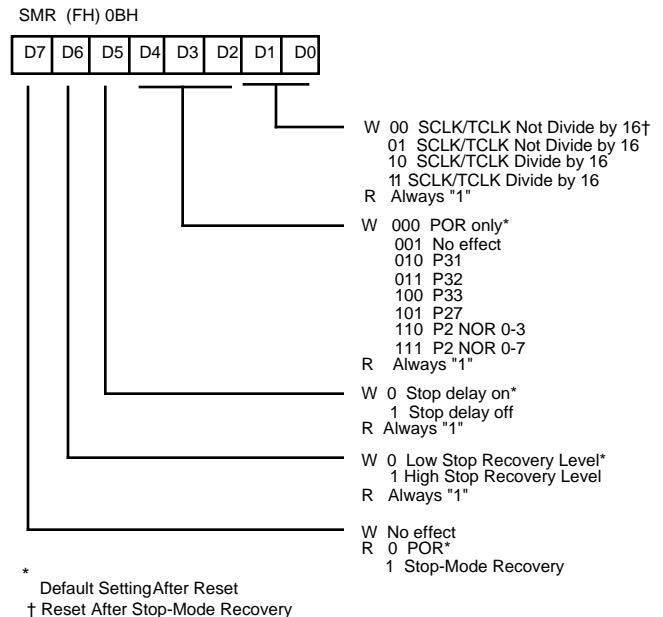 SMR (FH) 0BH
D7 D6 D5 D4 D3 D2 D1 D0
W 00 SCLK/TCLK Not Divide by 16†
01 SCLK/TCLK Not Divide by 16
10 SCLK/TCLK Divide by 16
11 SCLK/TCLK Divide by 16
R Always "1"
W 000 POR only*
001 No effect
010 P31
011 P32
100 P33
101 P27
110 P2 NOR 0-3
111 P2 NOR 0-7
R Always "1"
W 0 Stop delay on*
1 Stop delay off
R Always "1"
W 0 Low Stop Recovery Level*
1 High Stop Recovery Level
R Always "1"
W No effect
R 0 POR*
1 Stop-Mode Recovery
*
Default SettingAfter Reset
† Reset After Stop-Mode Recovery